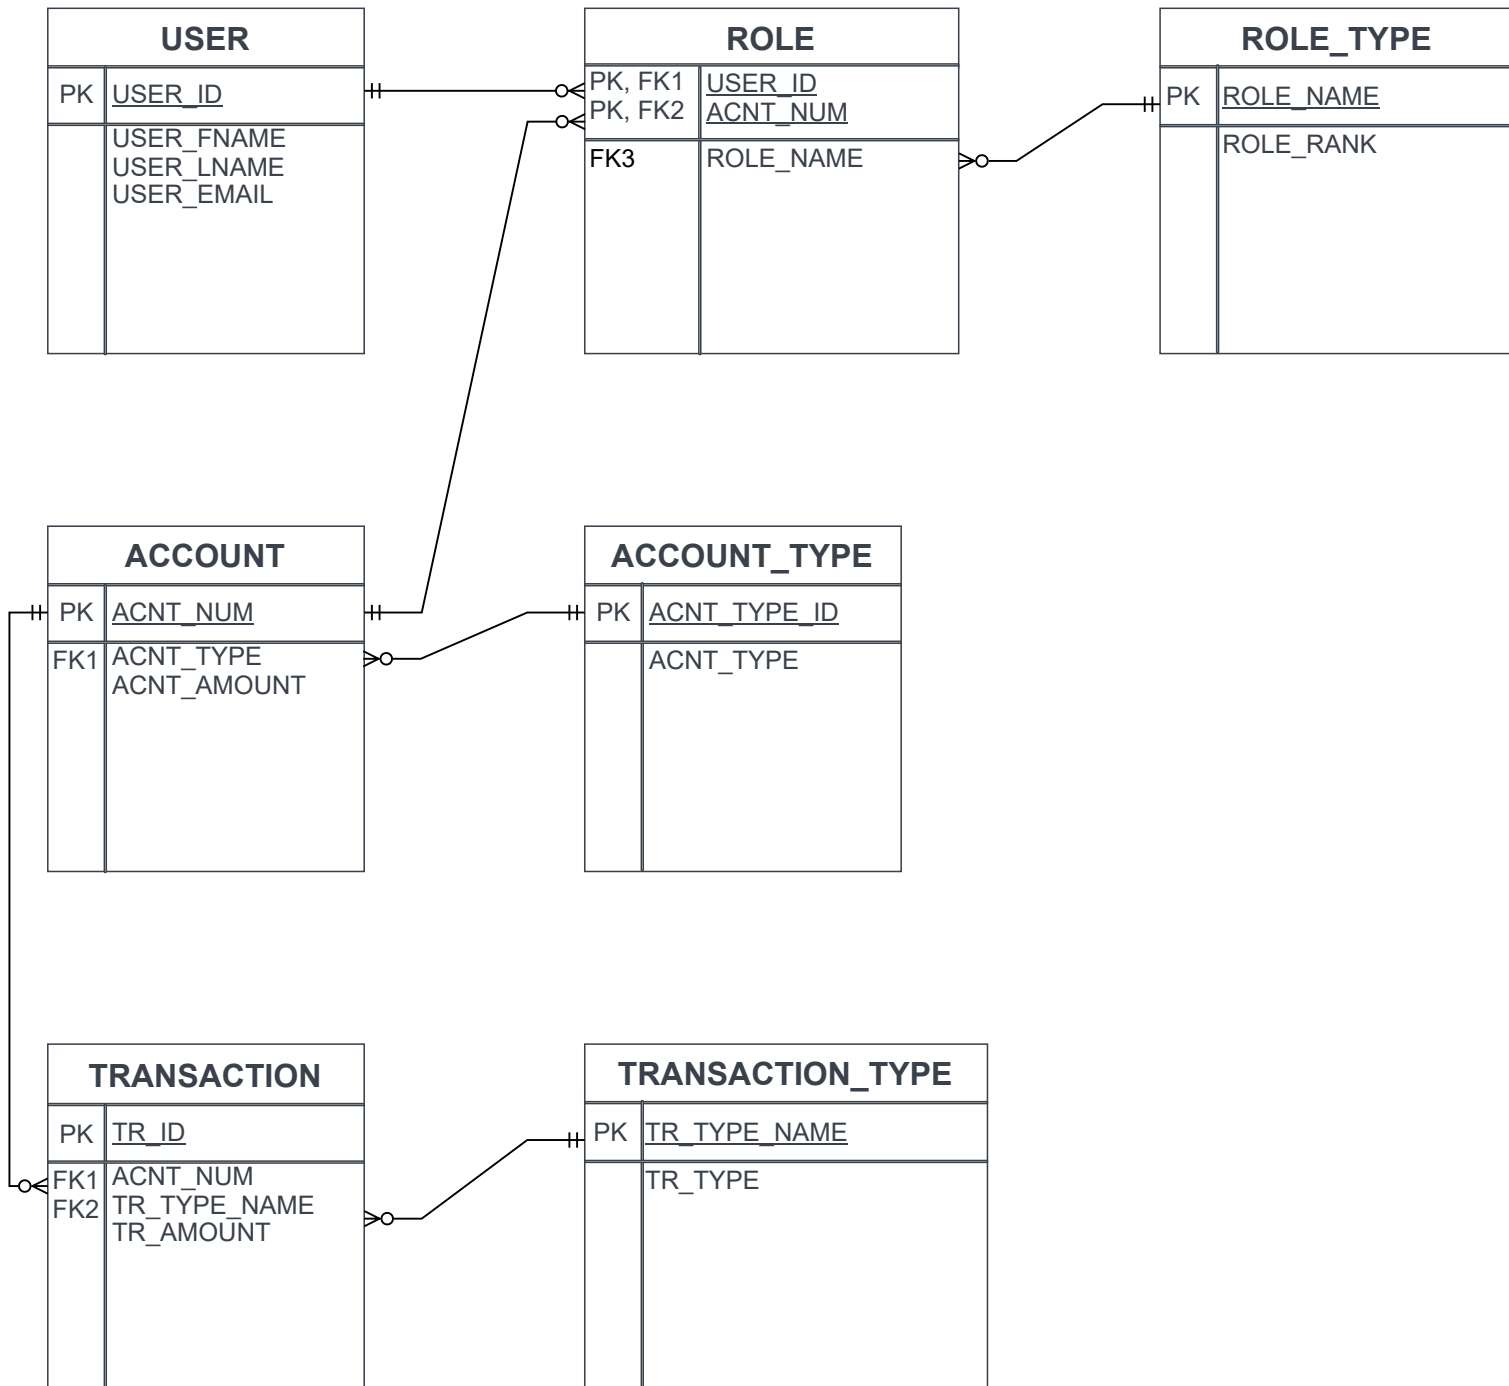 USER
PK USER_ID
USER_FNAME
USER_LNAME
USER_EMAIL
ROLE
PK, FK1 USER_ID
PK, FK2 ACNT_NUM
FK3 ROLE_NAME
ROLE_TYPE
PK ROLE_NAME
ROLE_RANK
ACCOUNT
PK ACNT_NUM
FK1 ACNT_TYPE
ACNT_AMOUNT
ACCOUNT_TYPE
PK ACNT_TYPE_ID
ACNT_TYPE
TRANSACTION
PK TR_ID
FK1 ACNT_NUM
FK2 TR_TYPE_NAME
TR_AMOUNT
TRANSACTION_TYPE
PK TR_TYPE_NAME
TR_TYPE